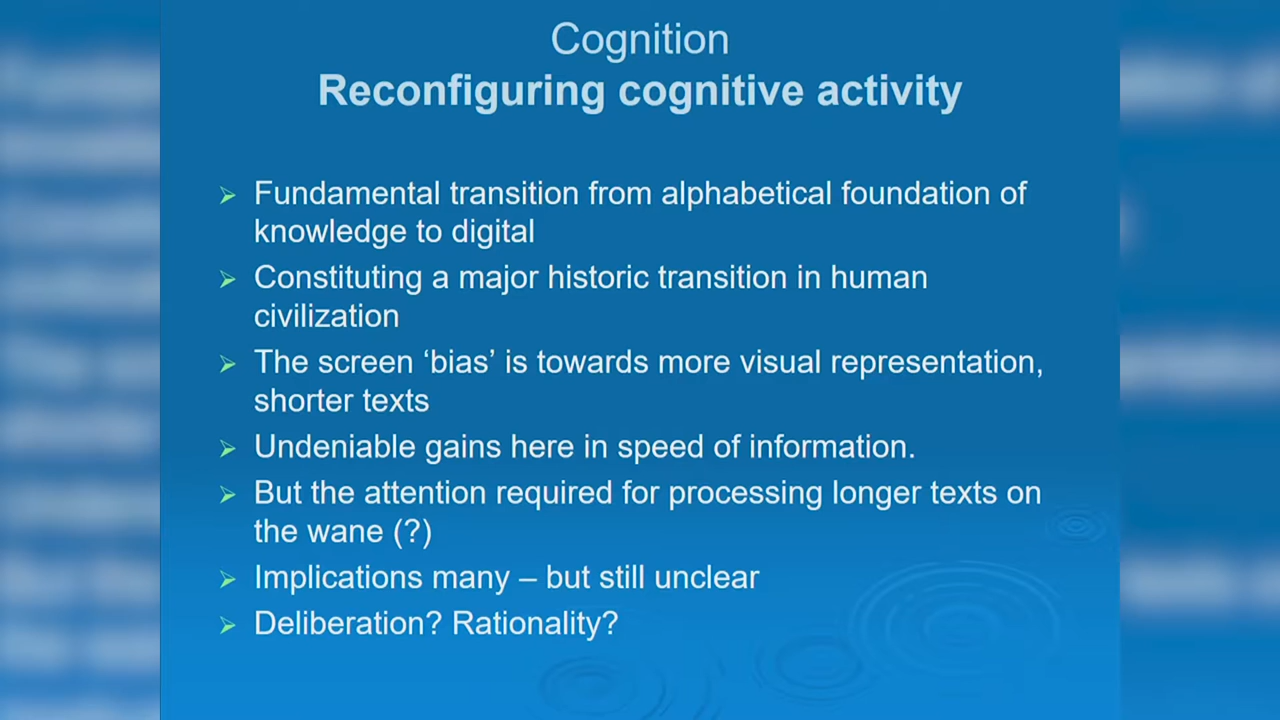 Cognition
Reconfiguring cognitive activity
Fundamental transition from alphabetical foundation of
knowledge to digital
Constituting a major historic transition in human
civilization
The screen ‘bias’ is towards more visual representation,
shorter texts
Undeniable gains here in speed of information.
But the attention required for processing longer texts on
the wane (?)
Implications many – but still unclear
Deliberation? Rationality?